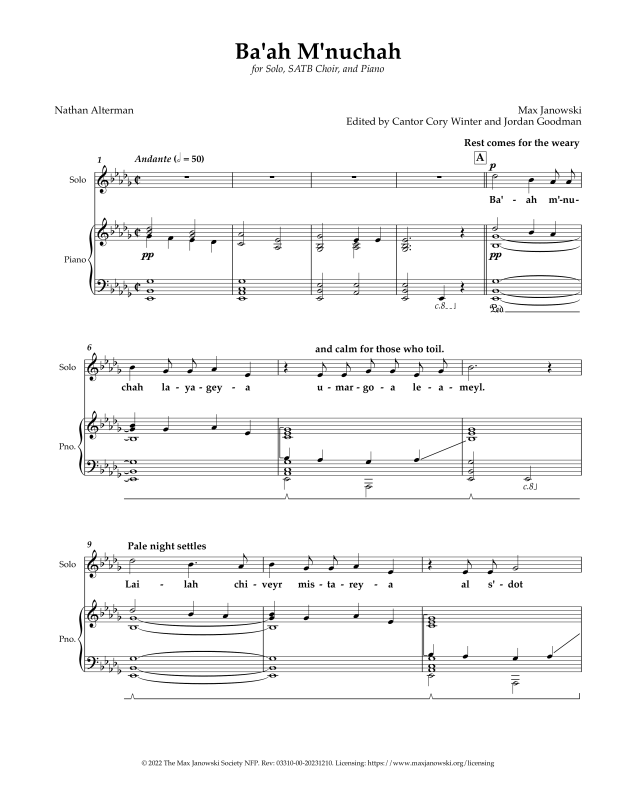 Ba'ah M'nuchah
for Solo, SATB Choir, and Piano
Nathan Alterman
Max Janowski
Edited by Cantor Cory Winter and Jordan Goodman
Rest comes for the weary
1
Andante (𝅗𝅥 = 50)
A
p
Solo
Ba' - ah m'-nu-
Piano
pp
pp
c.8
Ped.
6
and calm for those who toil.
Solo
chah la - ya - gey - a u - mar - go - a le - a - meyl.
Pno.
c.8
9
Pale night settles
Solo
Lai - lah chi - veyr mis - ta - rey - a al s' - dot
Pno.
© 2022 The Max Janowski Society NFP. Rev: 03310-00-20231210. Licensing: https://www.maxjanowski.org/licensing